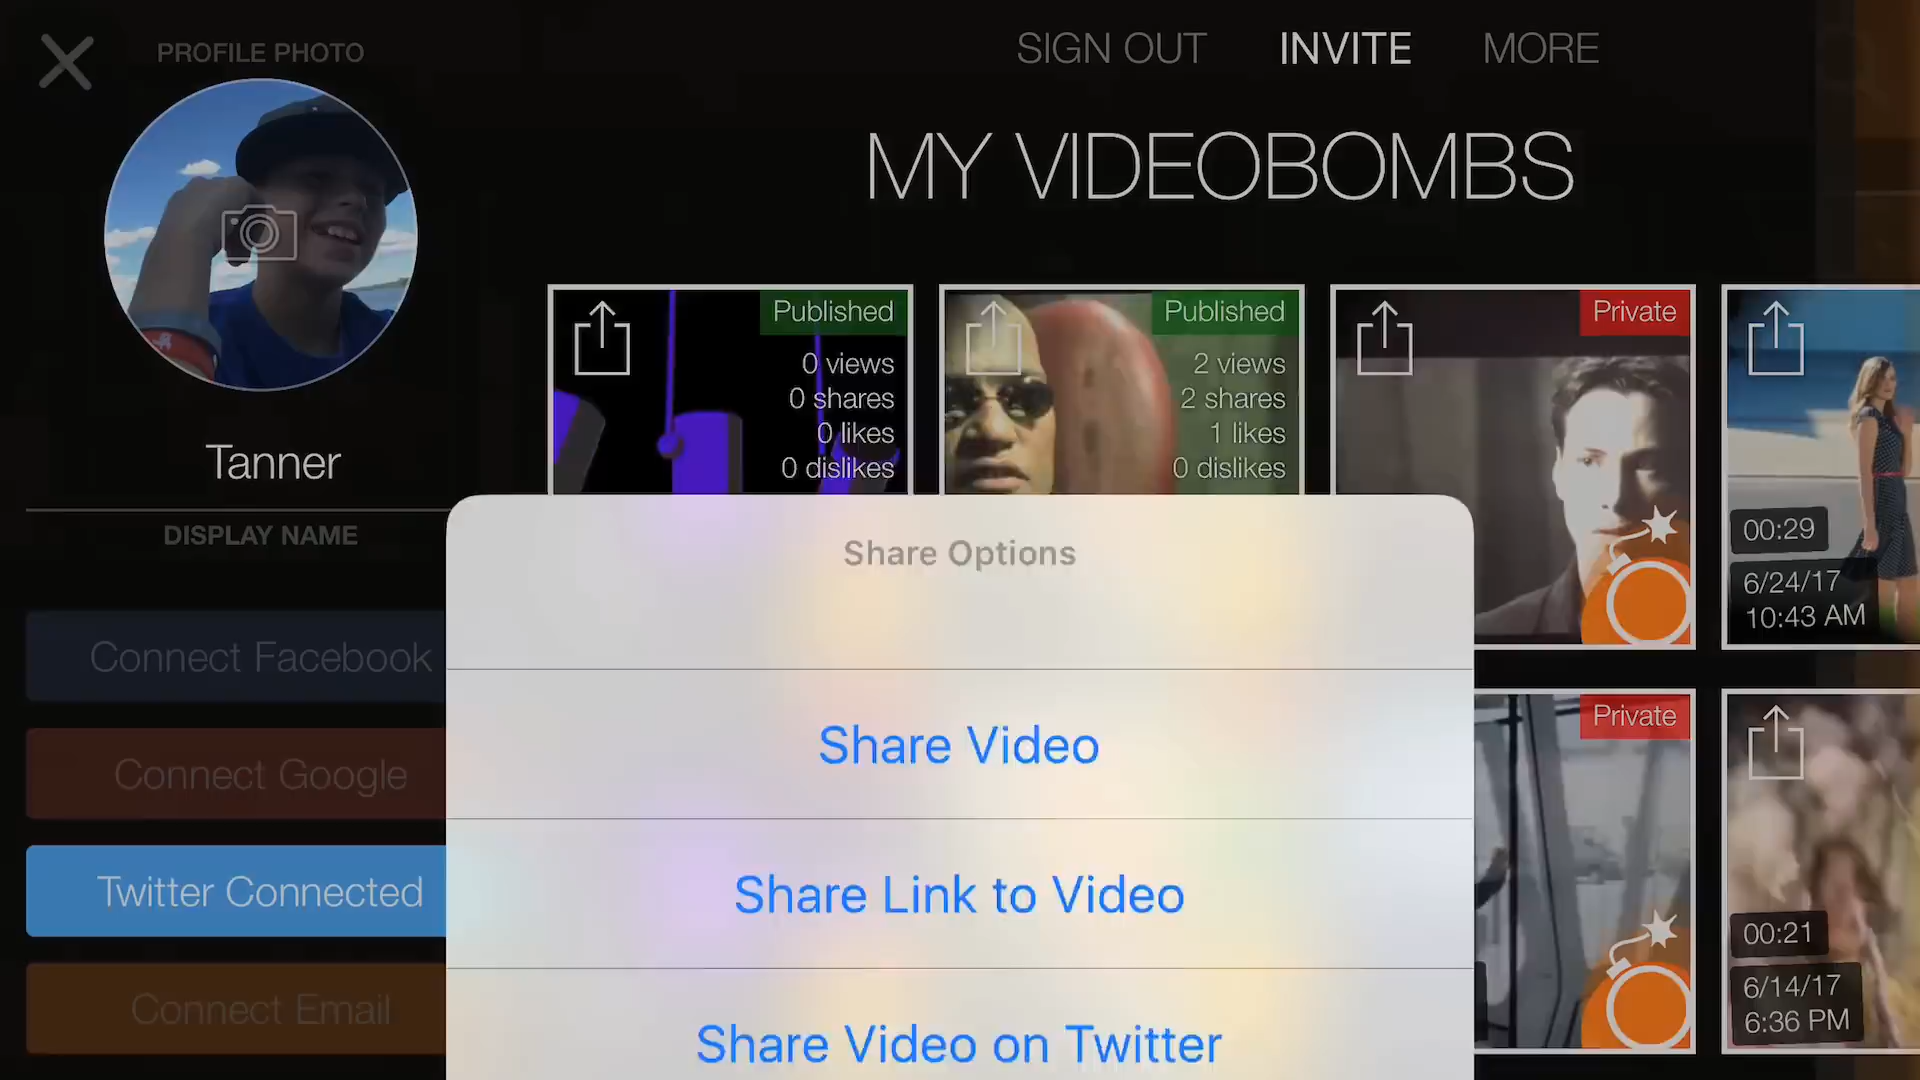 PROFILE PHOTO
SIGN OUT
INVITE
MORE
MY VIDEOBOMBS
Tanner
DISPLAY NAME
Connect Facebook
Connect Google
Twitter Connected
Connect Email
Published
0 views
0 shares
0 likes
0 dislikes
Published
2 views
2 shares
1 likes
0 dislikes
Private
00:29
6/24/17
10:43 AM
Private
00:21
6/14/17
6:36 PM
Share Options
Share Video
Share Link to Video
Share Video on Twitter